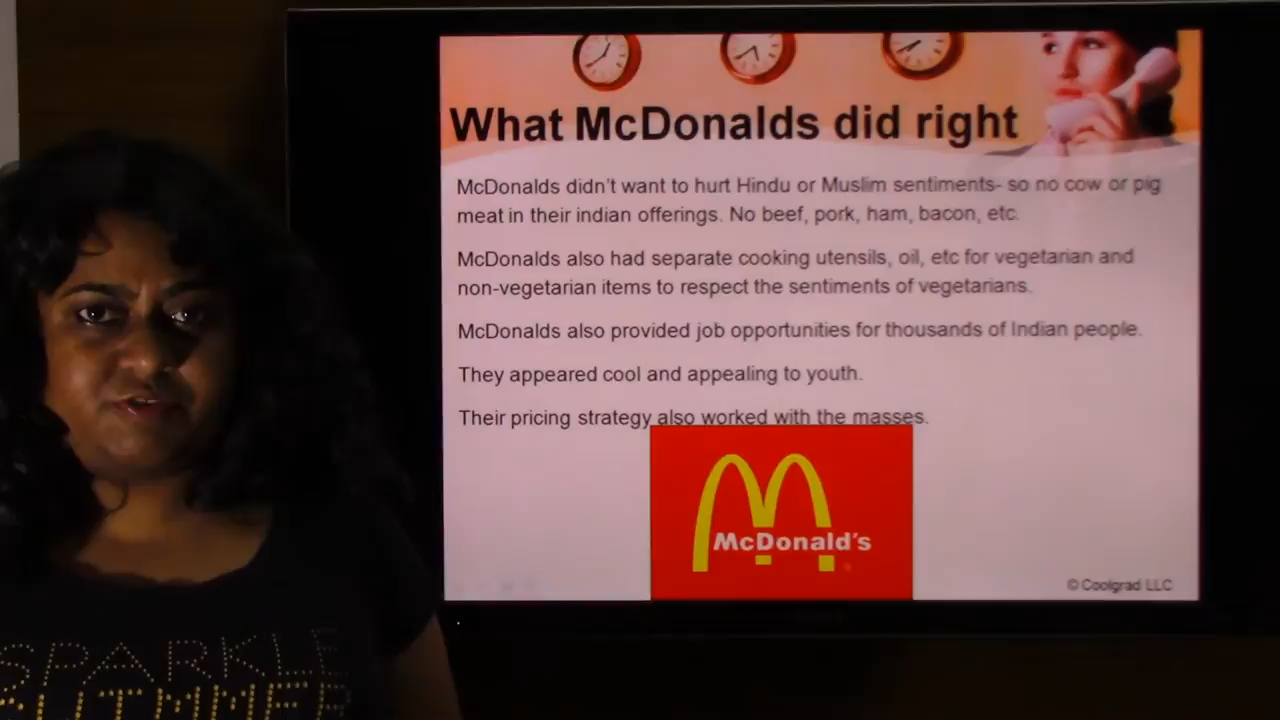 What McDonalds did right
McDonalds didn't want to hurt Hindu or Muslim sentiments- so no cow or pig
meat in their indian offerings. No beef, pork, ham, bacon, etc.
McDonalds also had separate cooking utensils, oil, etc for vegetarian and
non-vegetarian items to respect the sentiments of vegetarians.
McDonalds also provided job opportunities for thousands of Indian people.
They appeared cool and appealing to youth.
Their pricing strategy also worked with the masses.
McDonald's
© Coolgrad LLC
SPARKLE